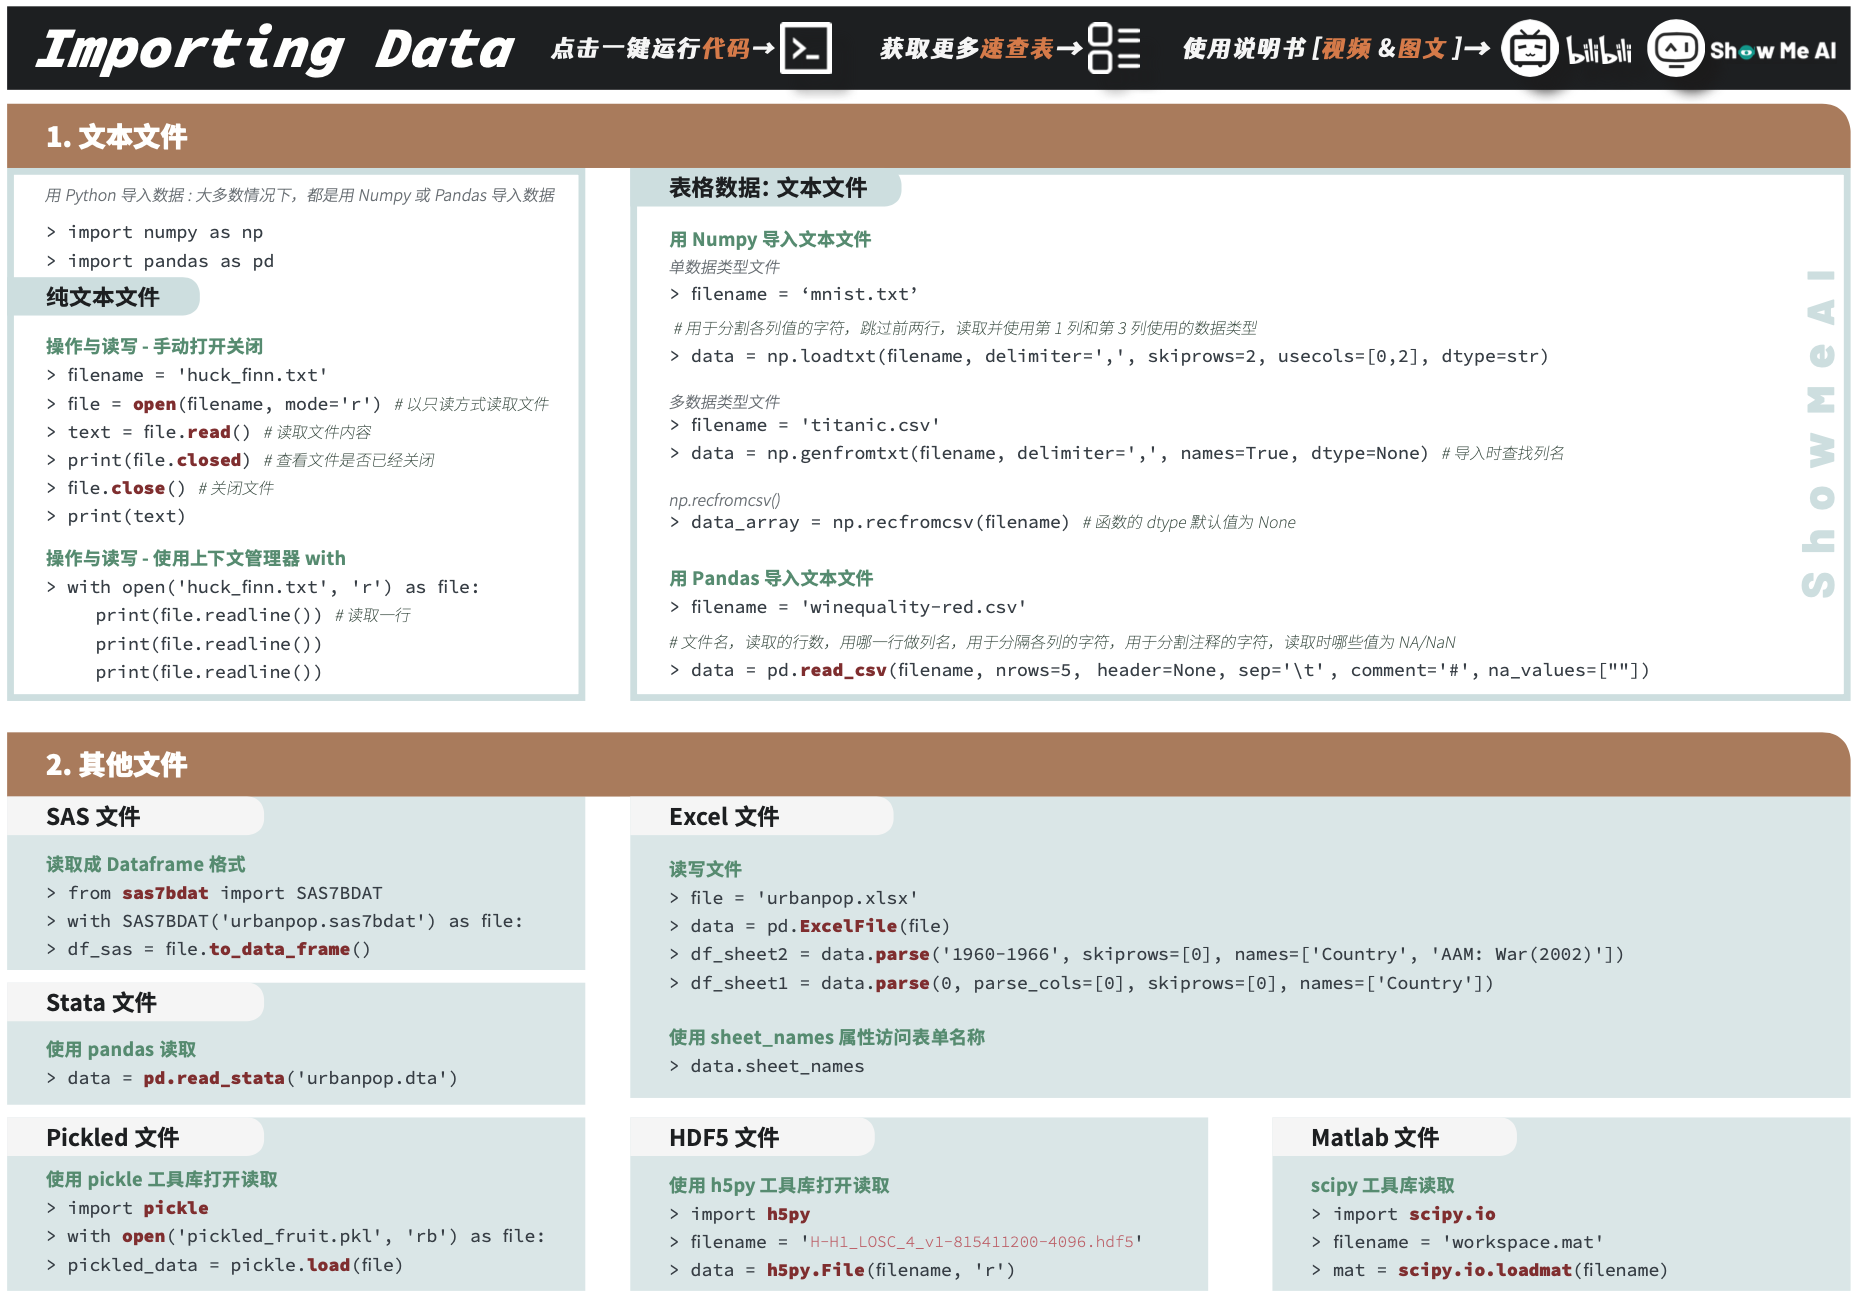 Importing Data 点击一键运行代码→ 获取更多速查表→ 使用说明书 [视频 &图文 ]→ bilibili Show Me AI
1. 文本文件
用 Python 导入数据 : 大多数情况下，都是用 Numpy 或 Pandas 导入数据
> import numpy as np
> import pandas as pd
纯文本文件
操作与读写 - 手动打开关闭
> filename = 'huck_finn.txt'
> file = open(filename, mode='r') # 以只读方式读取文件
> text = file.read() # 读取文件内容
> print(file.closed) # 查看文件是否已经关闭
> file.close() # 关闭文件
> print(text)
操作与读写 - 使用上下文管理器 with
> with open('huck_finn.txt', 'r') as file:
print(file.readline()) # 读取一行
print(file.readline())
print(file.readline())
表格数据: 文本文件
用 Numpy 导入文本文件
单数据类型文件
> filename = ‘mnist.txt’
# 用于分割各列值的字符，跳过前两行，读取并使用第 1 列和第 3 列使用的数据类型
> data = np.loadtxt(filename, delimiter=',', skiprows=2, usecols=[0,2], dtype=str)
多数据类型文件
> filename = 'titanic.csv'
> data = np.genfromtxt(filename, delimiter=',', names=True, dtype=None) # 导入时查找列名
np.recfromcsv()
> data_array = np.recfromcsv(filename) # 函数的 dtype 默认值为 None
用 Pandas 导入文本文件
> filename = 'winequality-red.csv'
# 文件名，读取的行数，用哪一行做列名，用于分隔各列的字符，用于分割注释的字符，读取时哪些值为 NA/NaN
> data = pd.read_csv(filename, nrows=5, header=None, sep='\t', comment='#', na_values=[""])
ShowMeAI
2. 其他文件
SAS 文件
读取成 Dataframe 格式
> from sas7bdat import SAS7BDAT
> with SAS7BDAT('urbanpop.sas7bdat') as file:
> df_sas = file.to_data_frame()
Stata 文件
使用 pandas 读取
> data = pd.read_stata('urbanpop.dta')
Pickled 文件
使用 pickle 工具库打开读取
> import pickle
> with open('pickled_fruit.pkl', 'rb') as file:
> pickled_data = pickle.load(file)
Excel 文件
读写文件
> file = 'urbanpop.xlsx'
> data = pd.ExcelFile(file)
> df_sheet2 = data.parse('1960-1966', skiprows=[0], names=['Country', 'AAM: War(2002)'])
> df_sheet1 = data.parse(0, parse_cols=[0], skiprows=[0], names=['Country'])
使用 sheet_names 属性访问表单名称
> data.sheet_names
HDF5 文件
使用 h5py 工具库打开读取
> import h5py
> filename = 'H-H1_LOSC_4_v1-815411200-4096.hdf5'
> data = h5py.File(filename, 'r')
Matlab 文件
scipy 工具库读取
> import scipy.io
> filename = 'workspace.mat'
> mat = scipy.io.loadmat(filename)